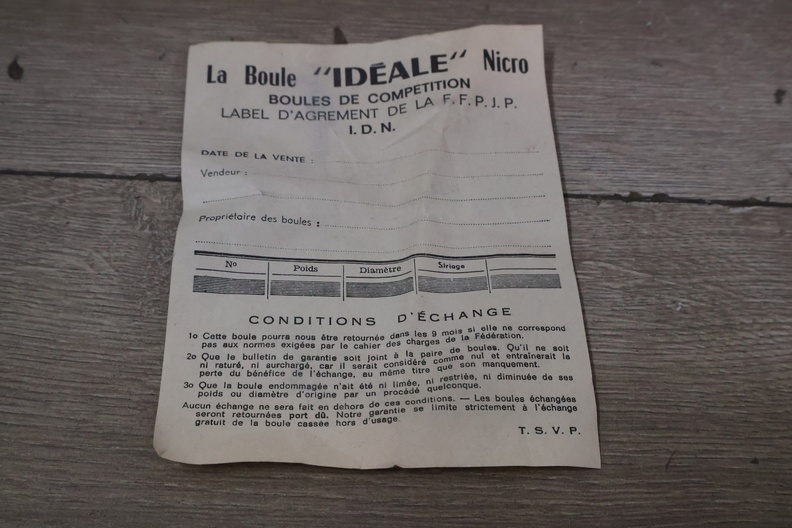 La Boule "IDÉALE" Nicro
BOULES DE COMPETITION
LABEL D'AGREMENT DE LA F.F.P.J.P.
I.D.N.
DATE DE LA VENTE :
Vendeur :
Propriétaire des boules :
No Poids Diamètre Striage
CONDITIONS D'ÉCHANGE
1o Cette boule pourra nous être retournée dans les 9 mois si elle ne correspond
pas aux normes exigées par le cahier des charges de la Fédération.
2o Que le bulletin de garantie soit joint à la paire de boules. Qu'il ne soit
ni raturé, ni surchargé, car il serait considéré comme nul et entraînerait la
perte du bénéfice de l'échange, au même titre que son manquement.
3o Que la boule endommagée n'ait été ni limée, ni restriée, ni diminuée de ses
poids ou diamètre d'origine par un procédé quelconque.
Aucun échange ne sera fait en dehors de ces conditions. — Les boules échangées
seront retournées port dû. Notre garantie se limite strictement à l'échange
gratuit de la boule cassée hors d'usage.
T. S. V. P.